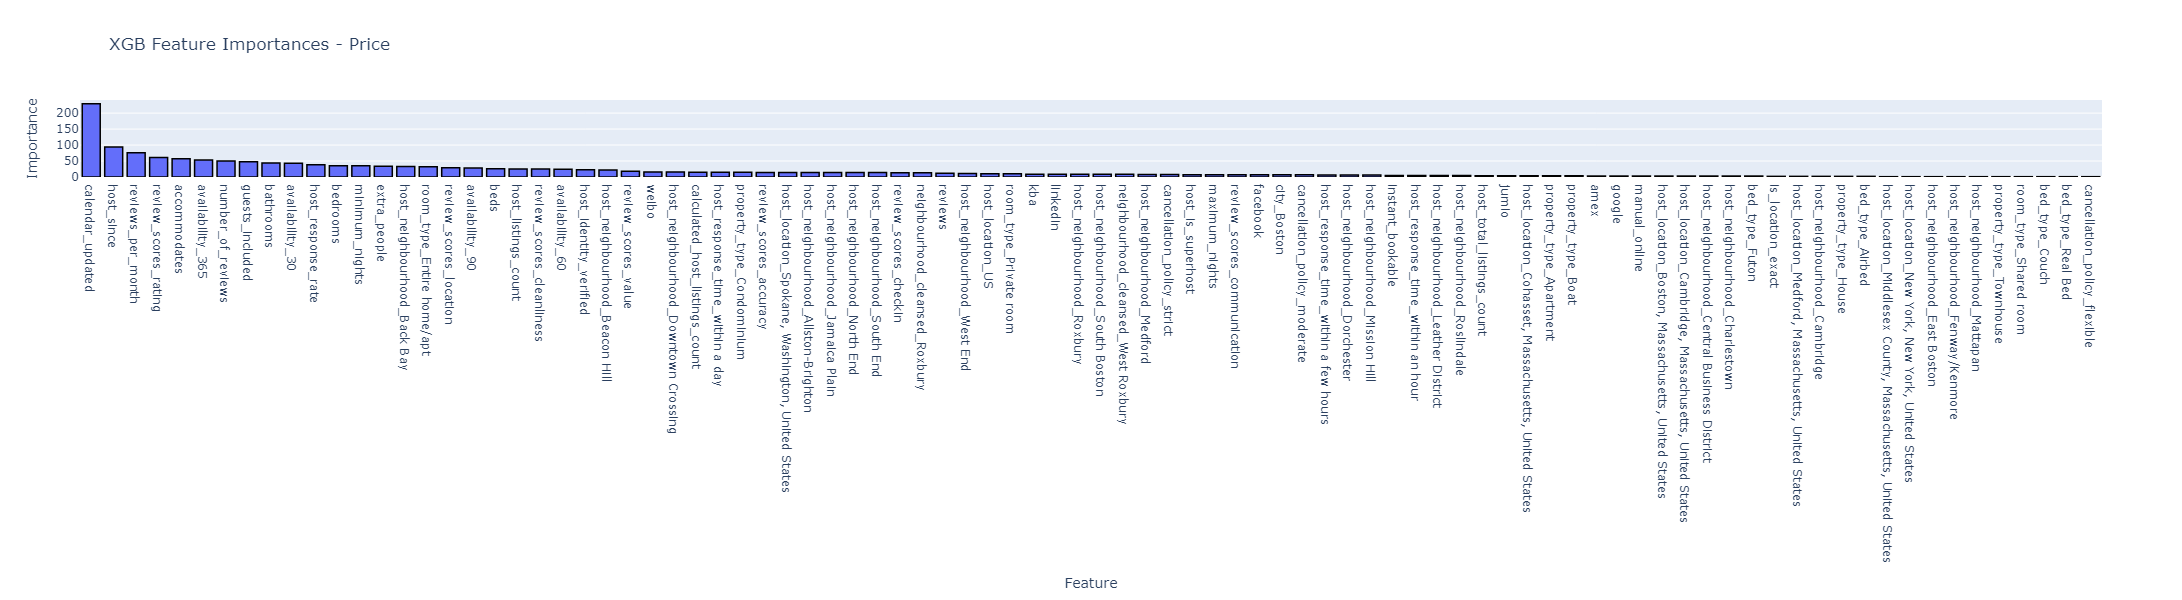 XGB Feature Importances - Price
Importance
200
150
100
50
0
calendar_updated
host_since
reviews_per_month
review_scores_rating
accommodates
availability_365
number_of_reviews
guests_included
bathrooms
availability_30
host_response_rate
bedrooms
minimum_nights
extra_people
host_neighbourhood_Back Bay
room_type_Entire home/apt
review_scores_location
availability_90
beds
host_listings_count
review_scores_cleanliness
availability_60
host_identity_verified
host_neighbourhood_Beacon Hill
review_scores_value
weibo
host_neighbourhood_Downtown Crossing
calculated_host_listings_count
host_response_time_within a day
property_type_Condominium
review_scores_accuracy
host_location_Spokane, Washington, United States
host_neighbourhood_Allston-Brighton
host_neighbourhood_Jamaica Plain
host_neighbourhood_North End
host_neighbourhood_South End
review_scores_checkin
neighbourhood_cleansed_Roxbury
reviews
host_neighbourhood_West End
host_location_US
room_type_Private room
kba
linkedin
host_neighbourhood_Roxbury
host_neighbourhood_South Boston
neighbourhood_cleansed_West Roxbury
host_neighbourhood_Medford
cancellation_policy_strict
host_is_superhost
maximum_nights
review_scores_communication
facebook
city_Boston
cancellation_policy_moderate
host_response_time_within a few hours
host_neighbourhood_Dorchester
host_neighbourhood_Mission Hill
instant_bookable
host_response_time_within an hour
host_neighbourhood_Leather District
host_neighbourhood_Roslindale
host_total_listings_count
jumio
host_location_Cohasset, Massachusetts, United States
property_type_Apartment
property_type_Boat
amex
google
manual_online
host_location_Boston, Massachusetts, United States
host_location_Cambridge, Massachusetts, United States
host_neighbourhood_Central Business District
host_neighbourhood_Charlestown
bed_type_Futon
is_location_exact
host_location_Medford, Massachusetts, United States
host_neighbourhood_Cambridge
property_type_House
bed_type_Airbed
host_location_Middlesex County, Massachusetts, United States
host_location_New York, New York, United States
host_neighbourhood_East Boston
host_neighbourhood_Fenway/Kenmore
host_neighbourhood_Mattapan
property_type_Townhouse
room_type_Shared room
bed_type_Couch
bed_type_Real Bed
cancellation_policy_flexible
Feature